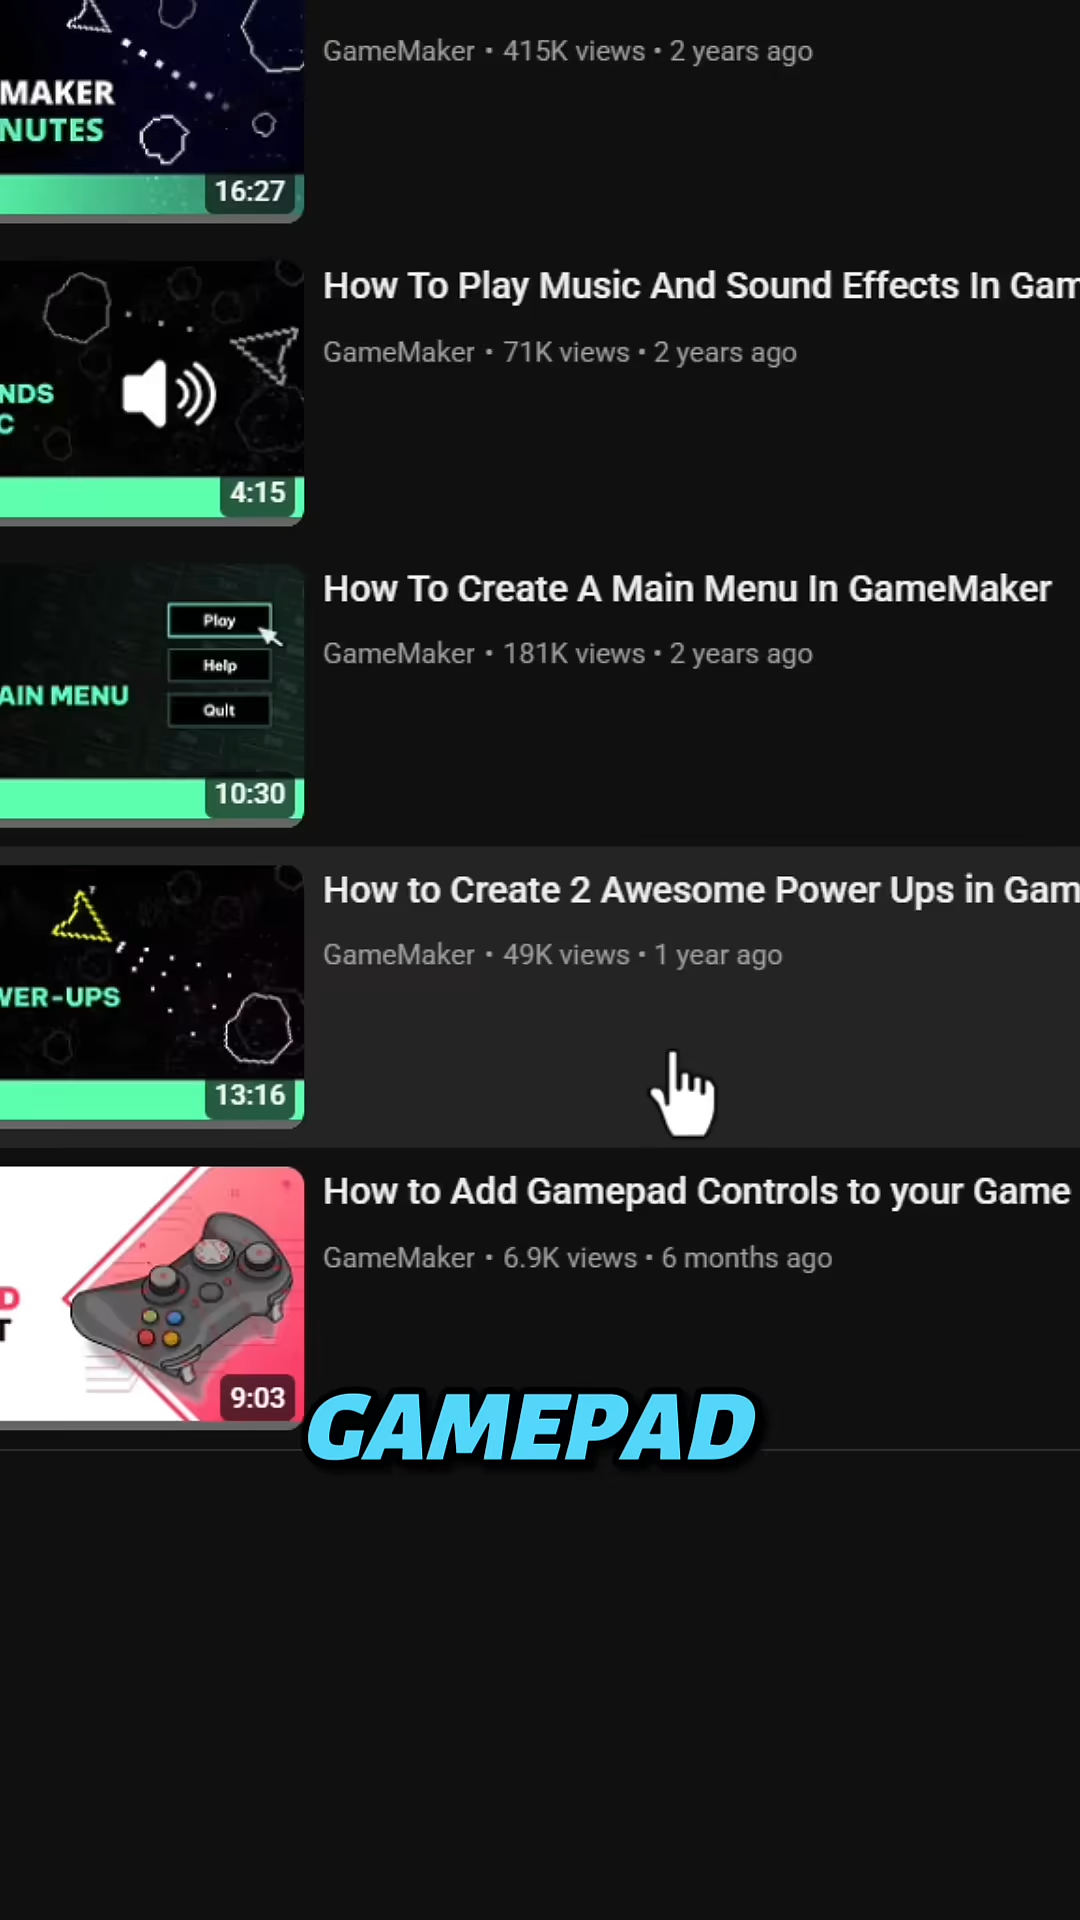 GameMaker • 415K views • 2 years ago
MAKER
NUTES
16:27
How To Play Music And Sound Effects In Gam
GameMaker • 71K views • 2 years ago
NDS
C
4:15
How To Create A Main Menu In GameMaker
GameMaker • 181K views • 2 years ago
Play
Help
Quit
AIN MENU
10:30
How to Create 2 Awesome Power Ups in Gam
GameMaker • 49K views • 1 year ago
WER-UPS
13:16
How to Add Gamepad Controls to your Game
GameMaker • 6.9K views • 6 months ago
D
T
9:03
GAMEPAD